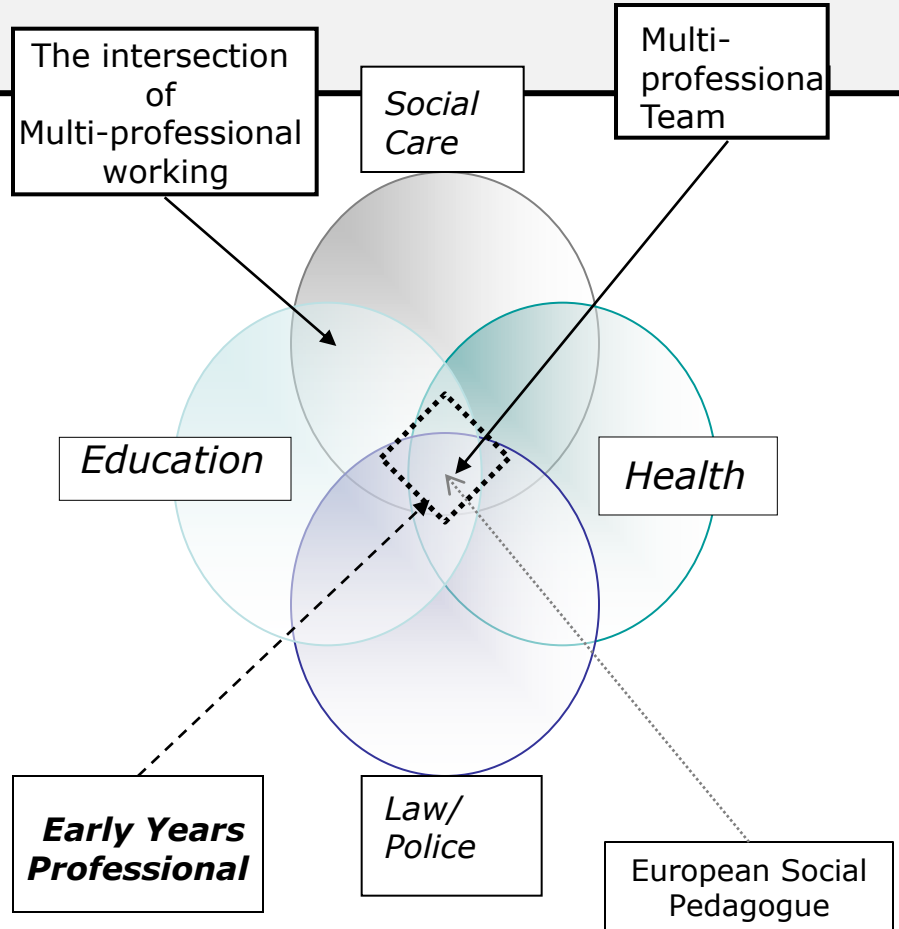 The intersection
of
Multi-professional
working
Multi-
professional
Team
Social
Care
Education
Health
Early Years
Professional
Law/
Police
European Social
Pedagogue